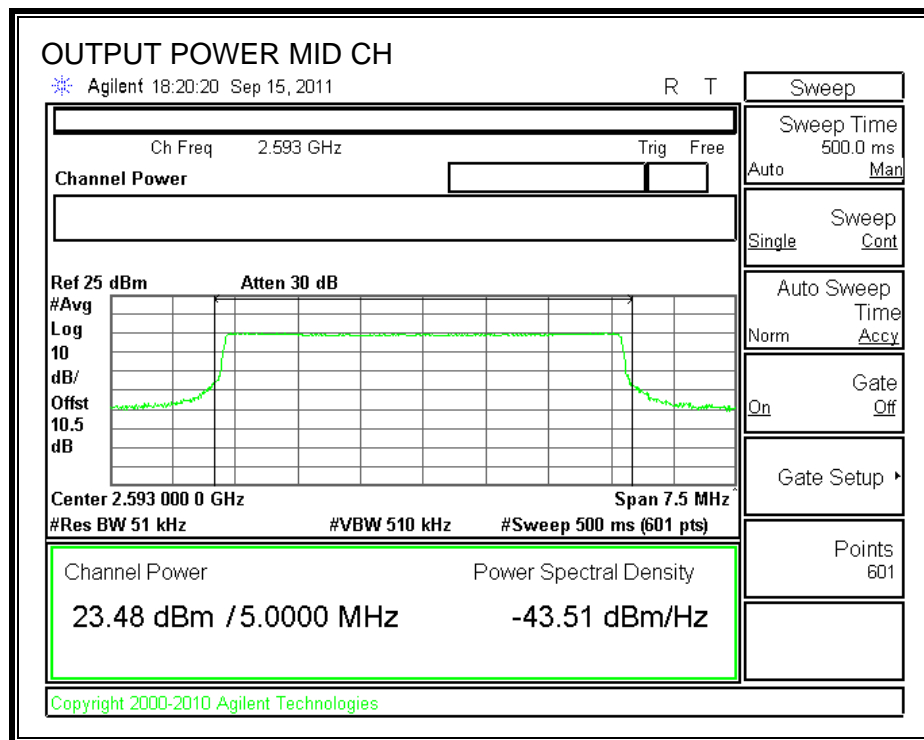 OUTPUT POWER MID CH
Agilent 18:20:20 Sep 15, 2011
R T
Ch Freq 2.593 GHz
Trig Free
Channel Power
Ref 25 dBm
Atten 30 dB
#Avg
Log
10
dB/
Offst
10.5
dB
Center 2.593 000 0 GHz
Span 7.5 MHz
#Res BW 51 kHz
#VBW 510 kHz
#Sweep 500 ms (601 pts)
Channel Power
Power Spectral Density
23.48 dBm / 5.0000 MHz
-43.51 dBm/Hz
Copyright 2000-2010 Agilent Technologies
Sweep
Sweep Time
500.0 ms
Auto Man
Sweep
Single Cont
Auto Sweep
Time
Norm Accy
Gate
On Off
Gate Setup
Points
601